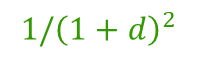 1/(1 + d)²